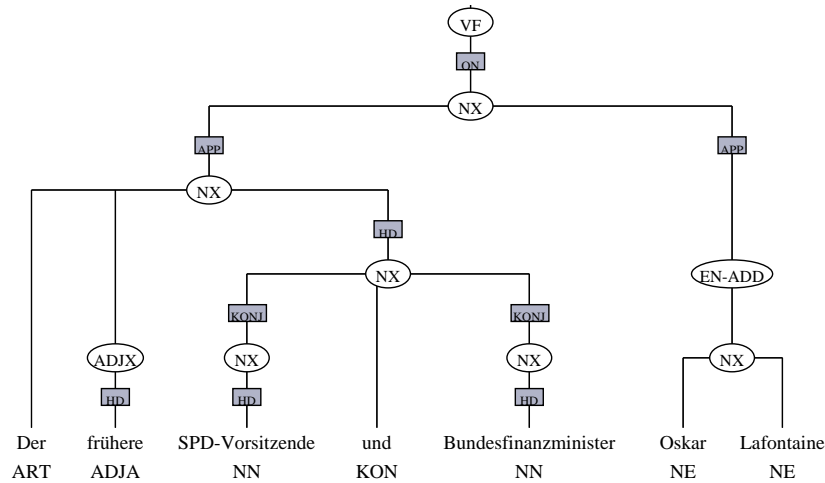 VF
ON
NX
APP APP
NX
HD
NX EN-ADD
KONJ KONJ
ADJX NX NX NX
HD HD HD
Der frühere SPD-Vorsitzende und Bundesfinanzminister Oskar Lafontaine
ART ADJA NN KON NN NE NE